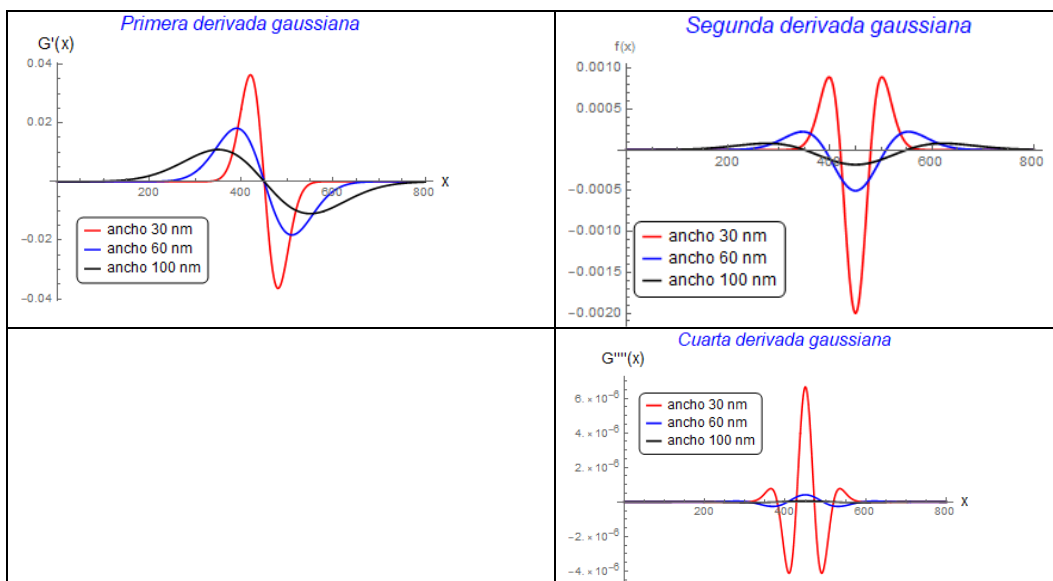 Primera derivada gaussiana
G'(x)
0.04
0.02
200
400
600
800
x
-0.02
-0.04
ancho 30 nm
ancho 60 nm
ancho 100 nm
Segunda derivada gaussiana
f(x)
0.0010
0.0005
200
400
600
800
-0.0005
-0.0010
-0.0015
-0.0020
ancho 30 nm
ancho 60 nm
ancho 100 nm
Cuarta derivada gaussiana
G''''(x)
6. × 10⁻⁶
4. × 10⁻⁶
2. × 10⁻⁶
200
400
600
800
x
-2. × 10⁻⁶
-4. × 10⁻⁶
ancho 30 nm
ancho 60 nm
ancho 100 nm